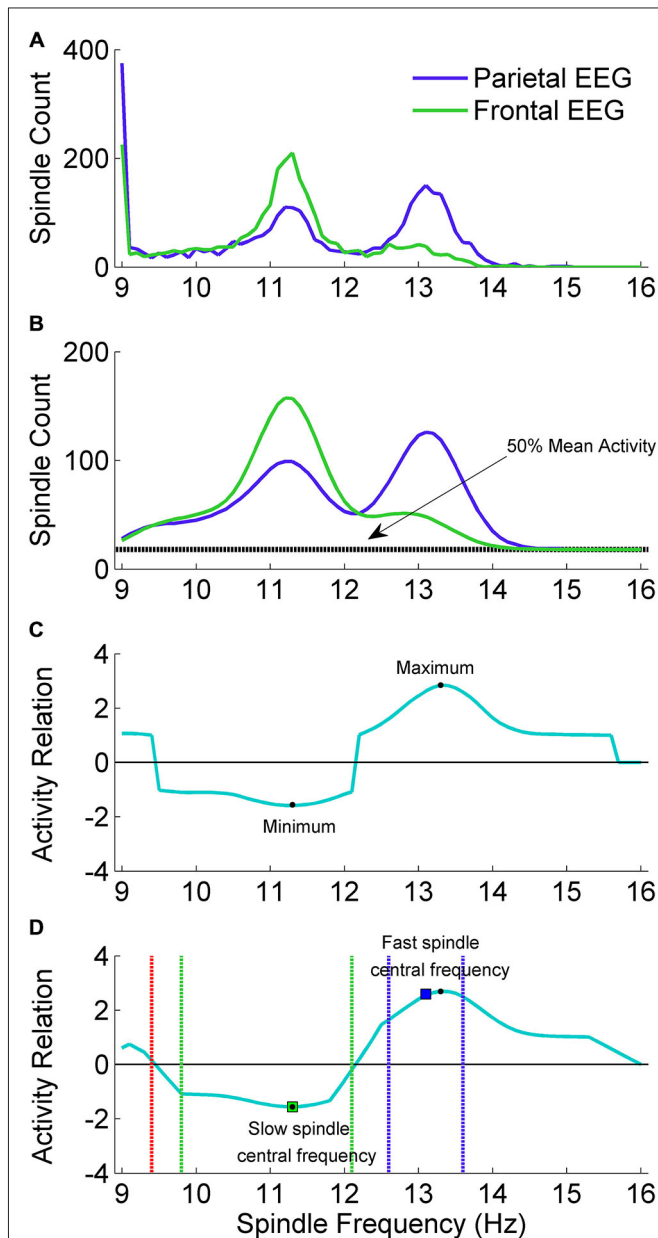 A
400
200
0
Spindle Count
Parietal EEG
Frontal EEG
9 10 11 12 13 14 15 16
B
200
100
0
Spindle Count
50% Mean Activity
9 10 11 12 13 14 15 16
C
4
2
0
-2
-4
Activity Relation
Maximum
Minimum
9 10 11 12 13 14 15 16
D
4
2
0
-2
-4
Activity Relation
Fast spindle
central frequency
Slow spindle
central frequency
9 10 11 12 13 14 15 16
Spindle Frequency (Hz)